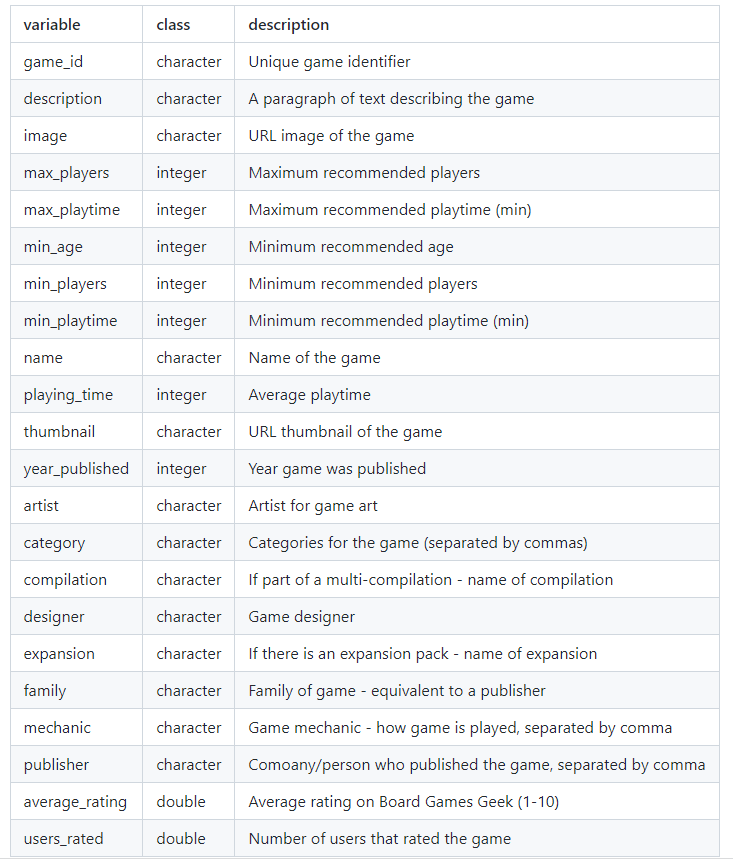 variable class description
game_id character Unique game identifier
description character A paragraph of text describing the game
image character URL image of the game
max_players integer Maximum recommended players
max_playtime integer Maximum recommended playtime (min)
min_age integer Minimum recommended age
min_players integer Minimum recommended players
min_playtime integer Minimum recommended playtime (min)
name character Name of the game
playing_time integer Average playtime
thumbnail character URL thumbnail of the game
year_published integer Year game was published
artist character Artist for game art
category character Categories for the game (separated by commas)
compilation character If part of a multi-compilation - name of compilation
designer character Game designer
expansion character If there is an expansion pack - name of expansion
family character Family of game - equivalent to a publisher
mechanic character Game mechanic - how game is played, separated by comma
publisher character Comoany/person who published the game, separated by comma
average_rating double Average rating on Board Games Geek (1-10)
users_rated double Number of users that rated the game